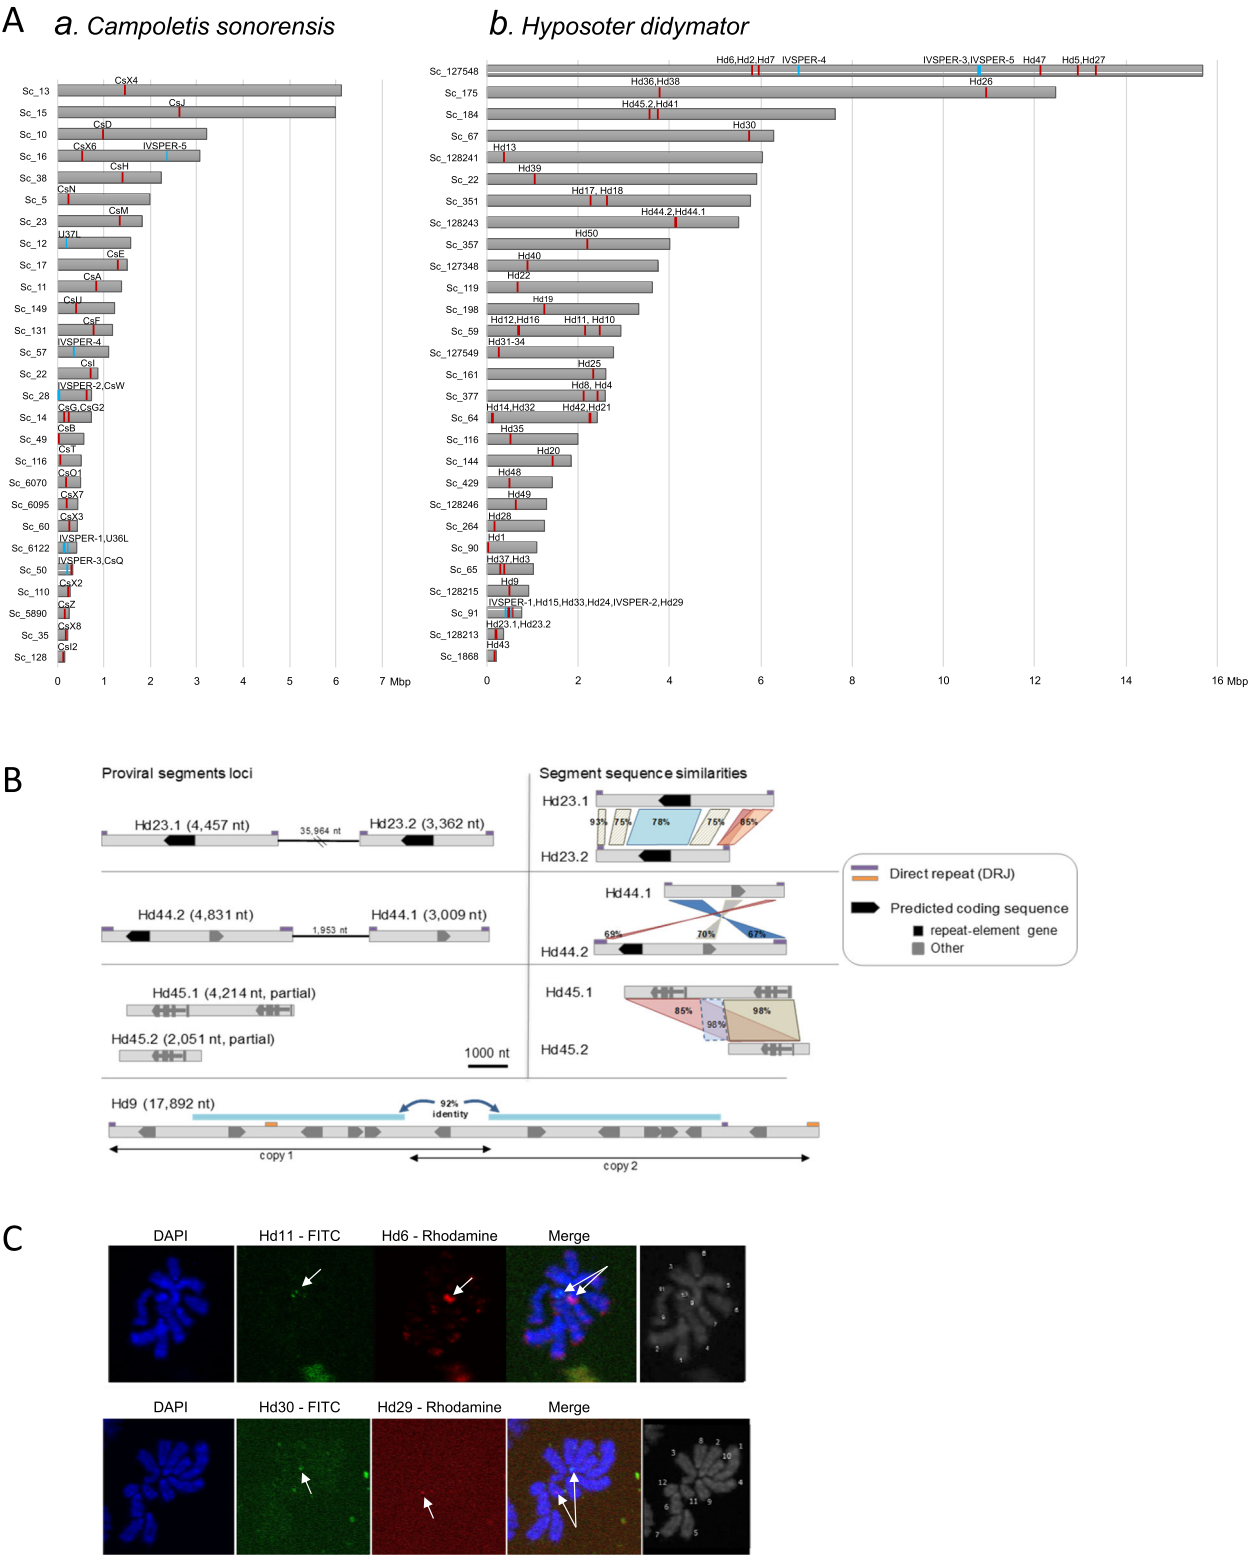 A
a. Campoletis sonorensis
b. Hyposoter didymator
Sc_13
CsX4
Sc_15
CsJ
Sc_10
CsD
Sc_16
CsX6 IVSPER-5
Sc_38
CsH
Sc_5
CsN
Sc_23
CsM
Sc_12
U37L
Sc_17
CsE
Sc_11
CsA
Sc_149
CsU
Sc_131
CsF
Sc_57
IVSPER-4
Sc_22
CsI
Sc_28
IVSPER-2,CsW
Sc_14
CsG,CsG2
Sc_49
CsB
Sc_116
CsT
Sc_6070
CsO1
Sc_6095
CsX7
Sc_60
CsX3
Sc_6122
IVSPER-1,U36L
Sc_50
IVSPER-3,CsQ
Sc_110
CsX2
Sc_5890
CsZ
Sc_35
CsX8
Sc_128
CsI2
0 1 2 3 4 5 6 7 Mbp
Sc_127548
Hd6,Hd2,Hd7 IVSPER-4 IVSPER-3,IVSPER-5 Hd47 Hd5,Hd27
Sc_175
Hd36,Hd38 Hd26
Sc_184
Hd45.2,Hd41
Sc_67
Hd30
Sc_128241
Hd13
Sc_22
Hd39
Sc_351
Hd17, Hd18
Sc_128243
Hd44.2,Hd44.1
Sc_357
Hd50
Sc_127348
Hd40
Sc_119
Hd22
Sc_198
Hd19
Sc_59
Hd12,Hd16 Hd11, Hd10
Sc_127549
Hd31-34
Sc_161
Hd25
Sc_377
Hd8, Hd4
Sc_64
Hd14,Hd32 Hd42,Hd21
Sc_116
Hd35
Sc_144
Hd20
Sc_429
Hd48
Sc_128246
Hd49
Sc_264
Hd28
Sc_90
Hd1
Sc_65
Hd37,Hd3
Sc_128215
Hd9
Sc_91
IVSPER-1,Hd15,Hd33,Hd24,IVSPER-2,Hd29
Sc_128213
Hd23.1,Hd23.2
Sc_1868
Hd43
0 2 4 6 8 10 12 14 16 Mbp
B
Proviral segments loci
Segment sequence similarities
Hd23.1 (4,457 nt)
35,964 nt
Hd23.2 (3,362 nt)
Hd23.1
93% 75% 78% 75% 85%
Hd23.2
Hd44.2 (4,831 nt)
1,953 nt
Hd44.1 (3,009 nt)
Hd44.1
69% 70% 67%
Hd44.2
Hd45.1 (4,214 nt, partial)
Hd45.2 (2,051 nt, partial)
1000 nt
Hd45.1
85% 98% 98%
Hd45.2
Direct repeat (DRJ)
Predicted coding sequence
repeat-element gene
Other
Hd9 (17,892 nt)
92%
identity
copy 1
copy 2
C
DAPI Hd11 - FITC Hd6 - Rhodamine Merge
DAPI Hd30 - FITC Hd29 - Rhodamine Merge
8 2 1
3 10
12 4
6 11 9
7 5